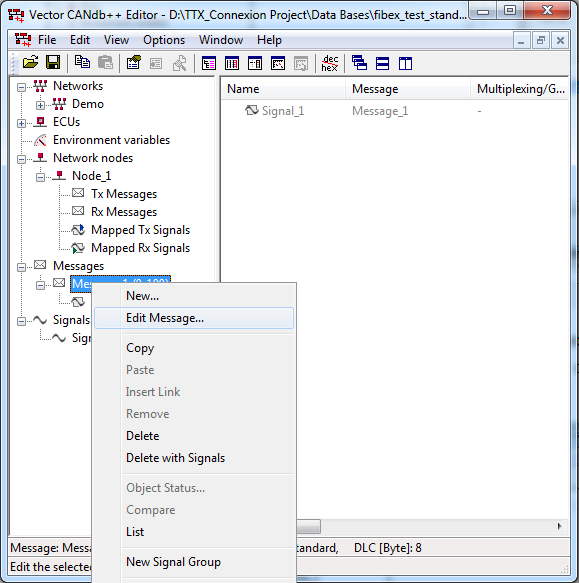 Vector CANdb++ Editor - D:\TTX_Connexion Project\Data Bases\fibex_test_stand...
File Edit View Options Window Help
dec
hex
Networks
Demo
ECUs
Environment variables
Network nodes
Node_1
Tx Messages
Rx Messages
Mapped Tx Signals
Mapped Rx Signals
Messages
Signals
Name Message Multiplexing/G...
Signal_1 Message_1 -
New...
Edit Message...
Copy
Paste
Insert Link
Remove
Delete
Delete with Signals
Object Status...
Compare
List
New Signal Group
Message: DLC [Byte]: 8
Edit the